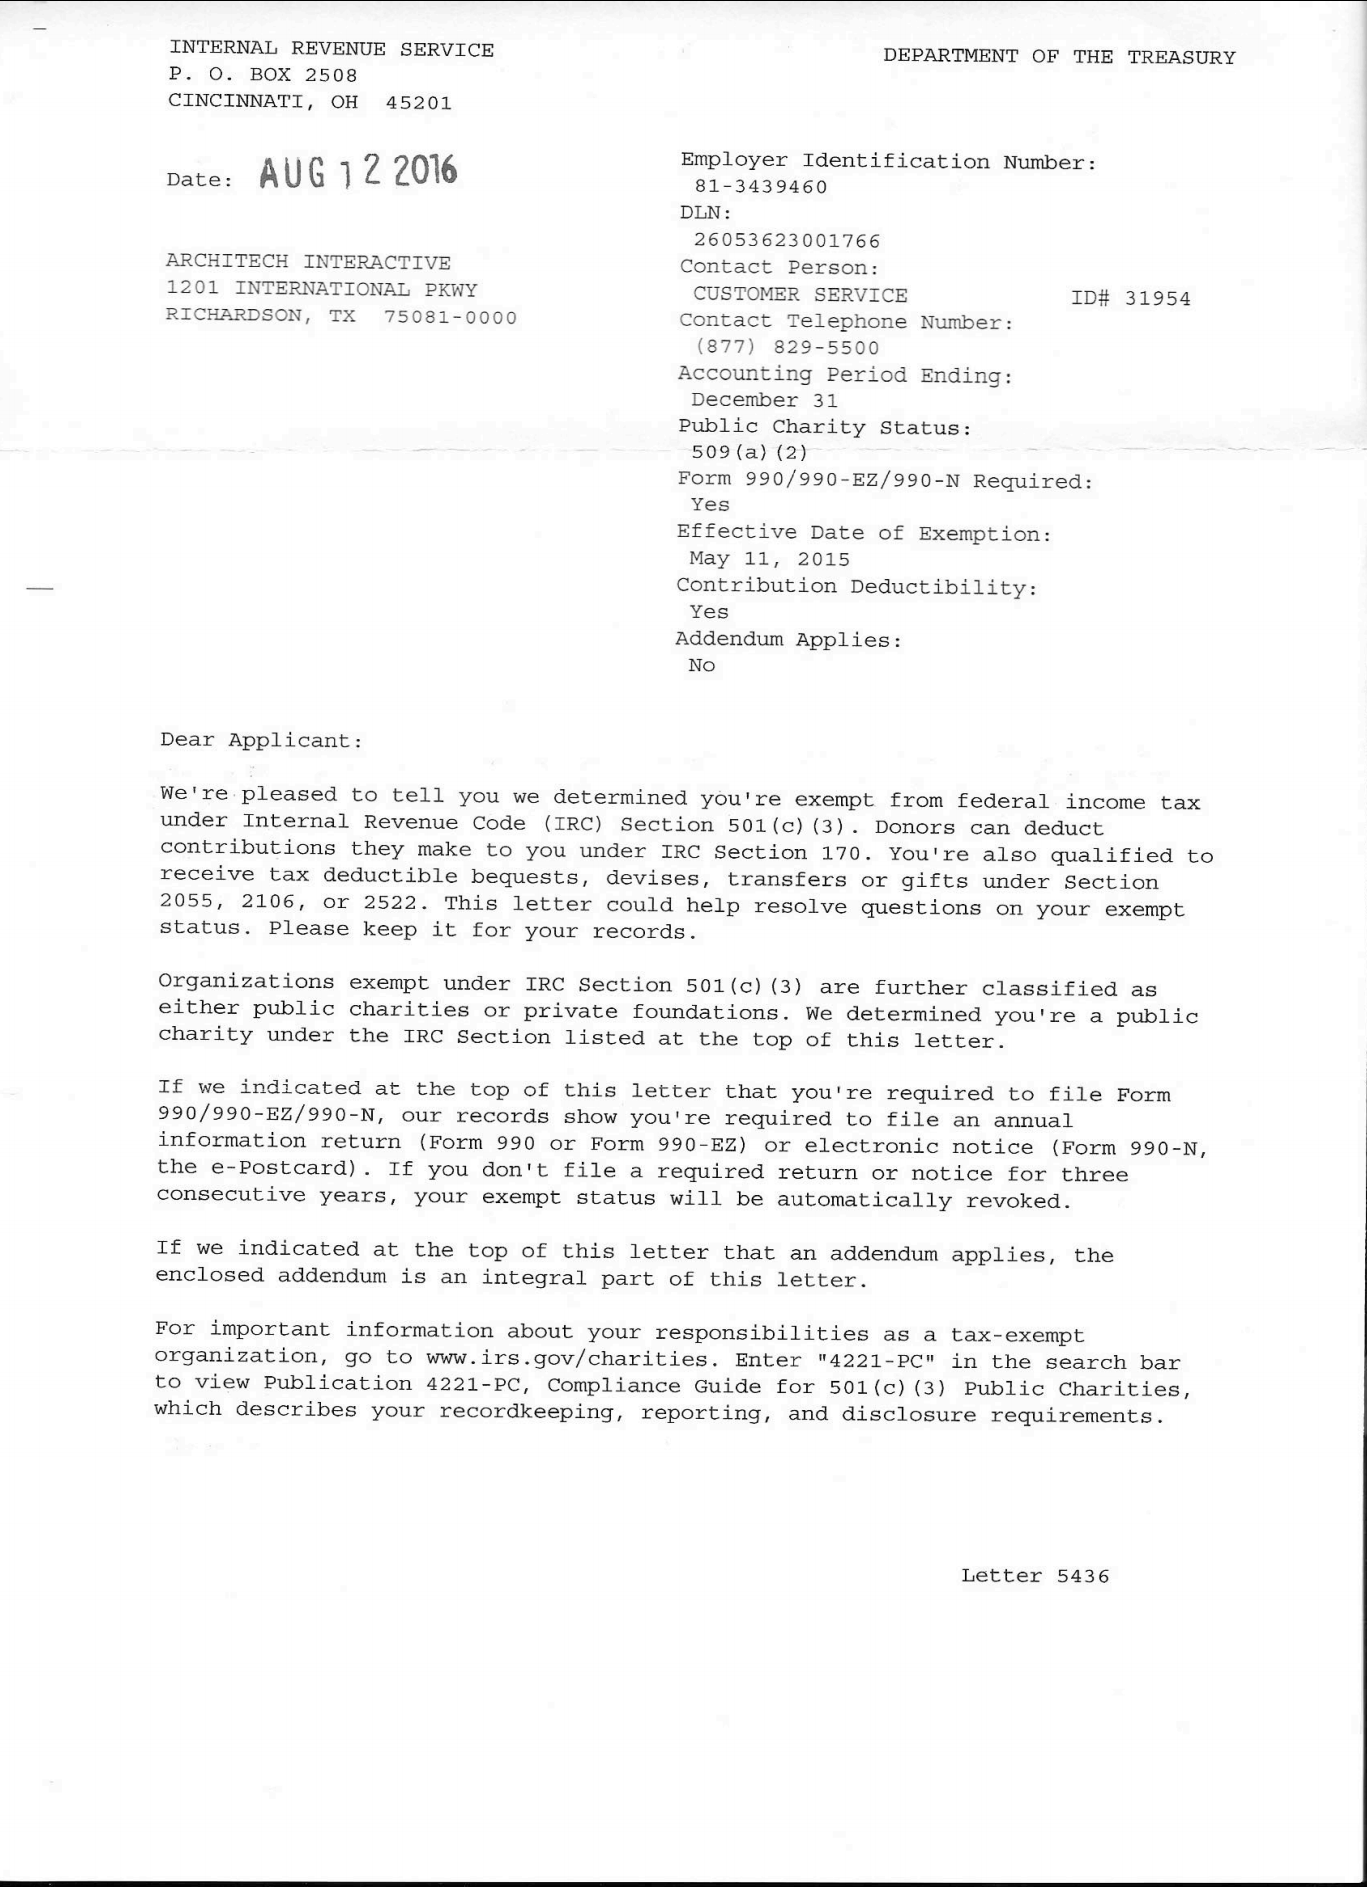 INTERNAL REVENUE SERVICE
P. O. BOX 2508
CINCINNATI, OH 45201
DEPARTMENT OF THE TREASURY
Date: AUG 12 2016
ARCHITECH INTERACTIVE
1201 INTERNATIONAL PKWY
RICHARDSON, TX 75081-0000
Employer Identification Number:
81-3439460
DLN:
26053623001766
Contact Person:
CUSTOMER SERVICE ID# 31954
Contact Telephone Number:
(877) 829-5500
Accounting Period Ending:
December 31
Public Charity Status:
509(a)(2)
Form 990/990-EZ/990-N Required:
Yes
Effective Date of Exemption:
May 11, 2015
Contribution Deductibility:
Yes
Addendum Applies:
No
Dear Applicant:
We're pleased to tell you we determined you're exempt from federal income tax
under Internal Revenue Code (IRC) Section 501(c)(3). Donors can deduct
contributions they make to you under IRC Section 170. You're also qualified to
receive tax deductible bequests, devises, transfers or gifts under Section
2055, 2106, or 2522. This letter could help resolve questions on your exempt
status. Please keep it for your records.
Organizations exempt under IRC Section 501(c)(3) are further classified as
either public charities or private foundations. We determined you're a public
charity under the IRC Section listed at the top of this letter.
If we indicated at the top of this letter that you're required to file Form
990/990-EZ/990-N, our records show you're required to file an annual
information return (Form 990 or Form 990-EZ) or electronic notice (Form 990-N,
the e-Postcard). If you don't file a required return or notice for three
consecutive years, your exempt status will be automatically revoked.
If we indicated at the top of this letter that an addendum applies, the
enclosed addendum is an integral part of this letter.
For important information about your responsibilities as a tax-exempt
organization, go to www.irs.gov/charities. Enter "4221-PC" in the search bar
to view Publication 4221-PC, Compliance Guide for 501(c)(3) Public Charities,
which describes your recordkeeping, reporting, and disclosure requirements.
Letter 5436